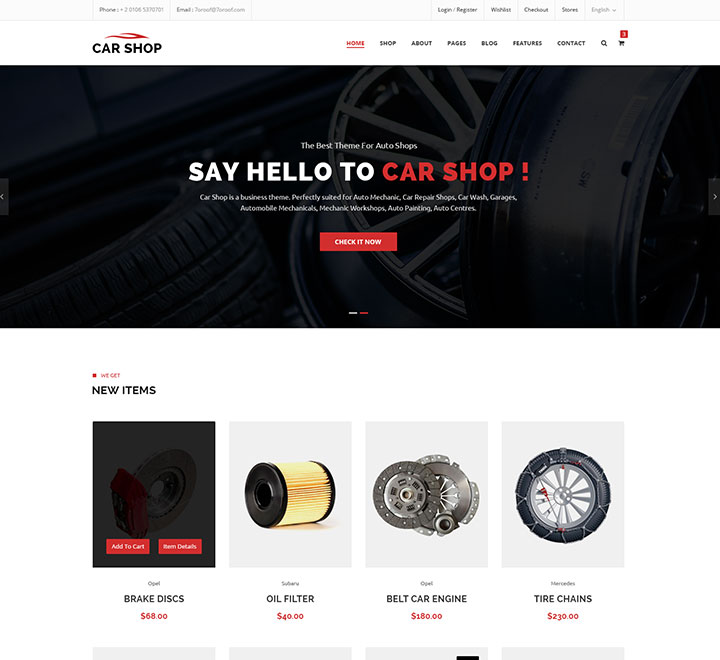 Phone : + 2 0106 5370701 Email : 7oroof@7oroof.com Login / Register Wishlist Checkout Stores English
CAR SHOP HOME SHOP ABOUT PAGES BLOG FEATURES CONTACT 3
The Best Theme For Auto Shops
SAY HELLO TO CAR SHOP !
Car Shop is a business theme. Perfectly suited for Auto Mechanic, Car Repair Shops, Car Wash, Garages,
Automobile Mechanicals, Mechanic Workshops, Auto Painting, Auto Centres.
CHECK IT NOW
WE GET
NEW ITEMS
Add To Cart Item Details
Opel Subaru Opel Mercedes
BRAKE DISCS OIL FILTER BELT CAR ENGINE TIRE CHAINS
$68.00 $40.00 $180.00 $230.00